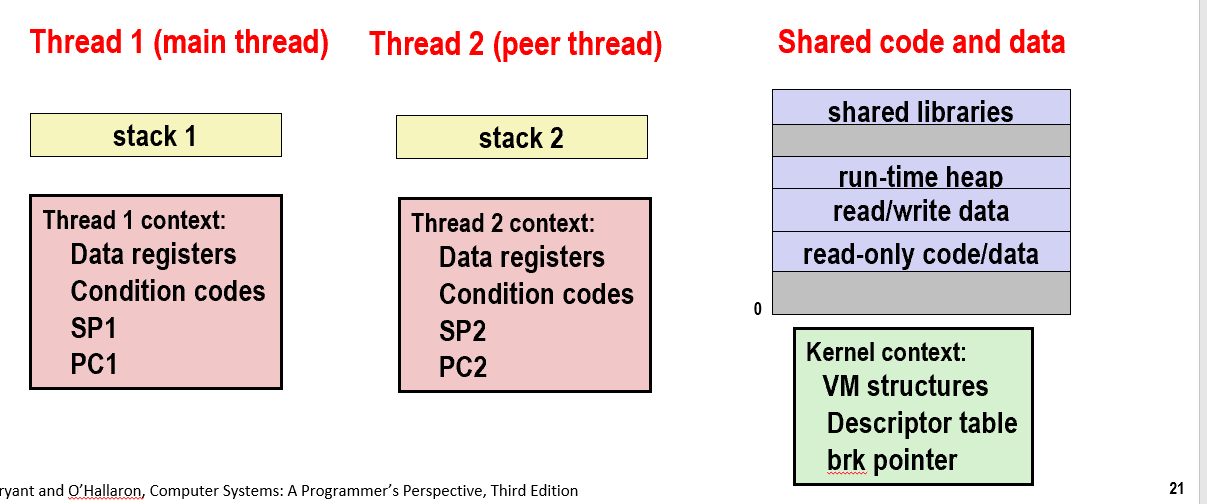 Thread 1 (main thread)
Thread 2 (peer thread)
Shared code and data
stack 1
stack 2
shared libraries
run-time heap
read/write data
read-only code/data
0
Thread 1 context:
Data registers
Condition codes
SP1
PC1
Thread 2 context:
Data registers
Condition codes
SP2
PC2
Kernel context:
VM structures
Descriptor table
brk pointer
ryant and O’Hallaron, Computer Systems: A Programmer’s Perspective, Third Edition
21